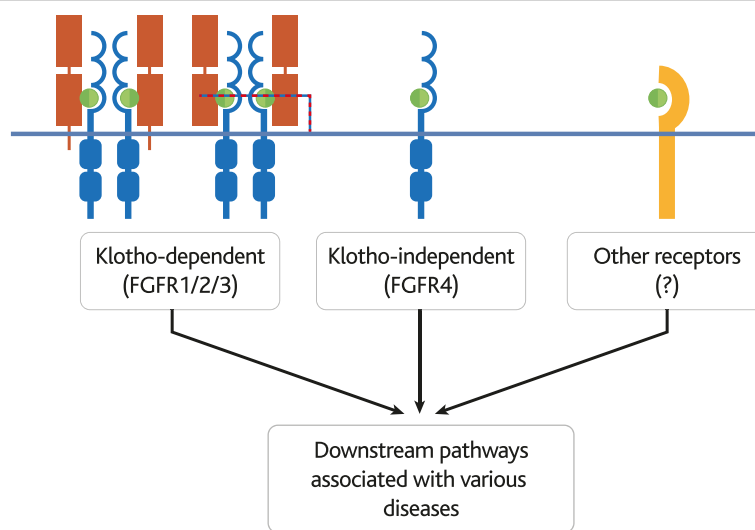 Klotho-dependent
(FGFR1/2/3)
Klotho-independent
(FGFR4)
Other receptors
(?)
Downstream pathways
associated with various
diseases